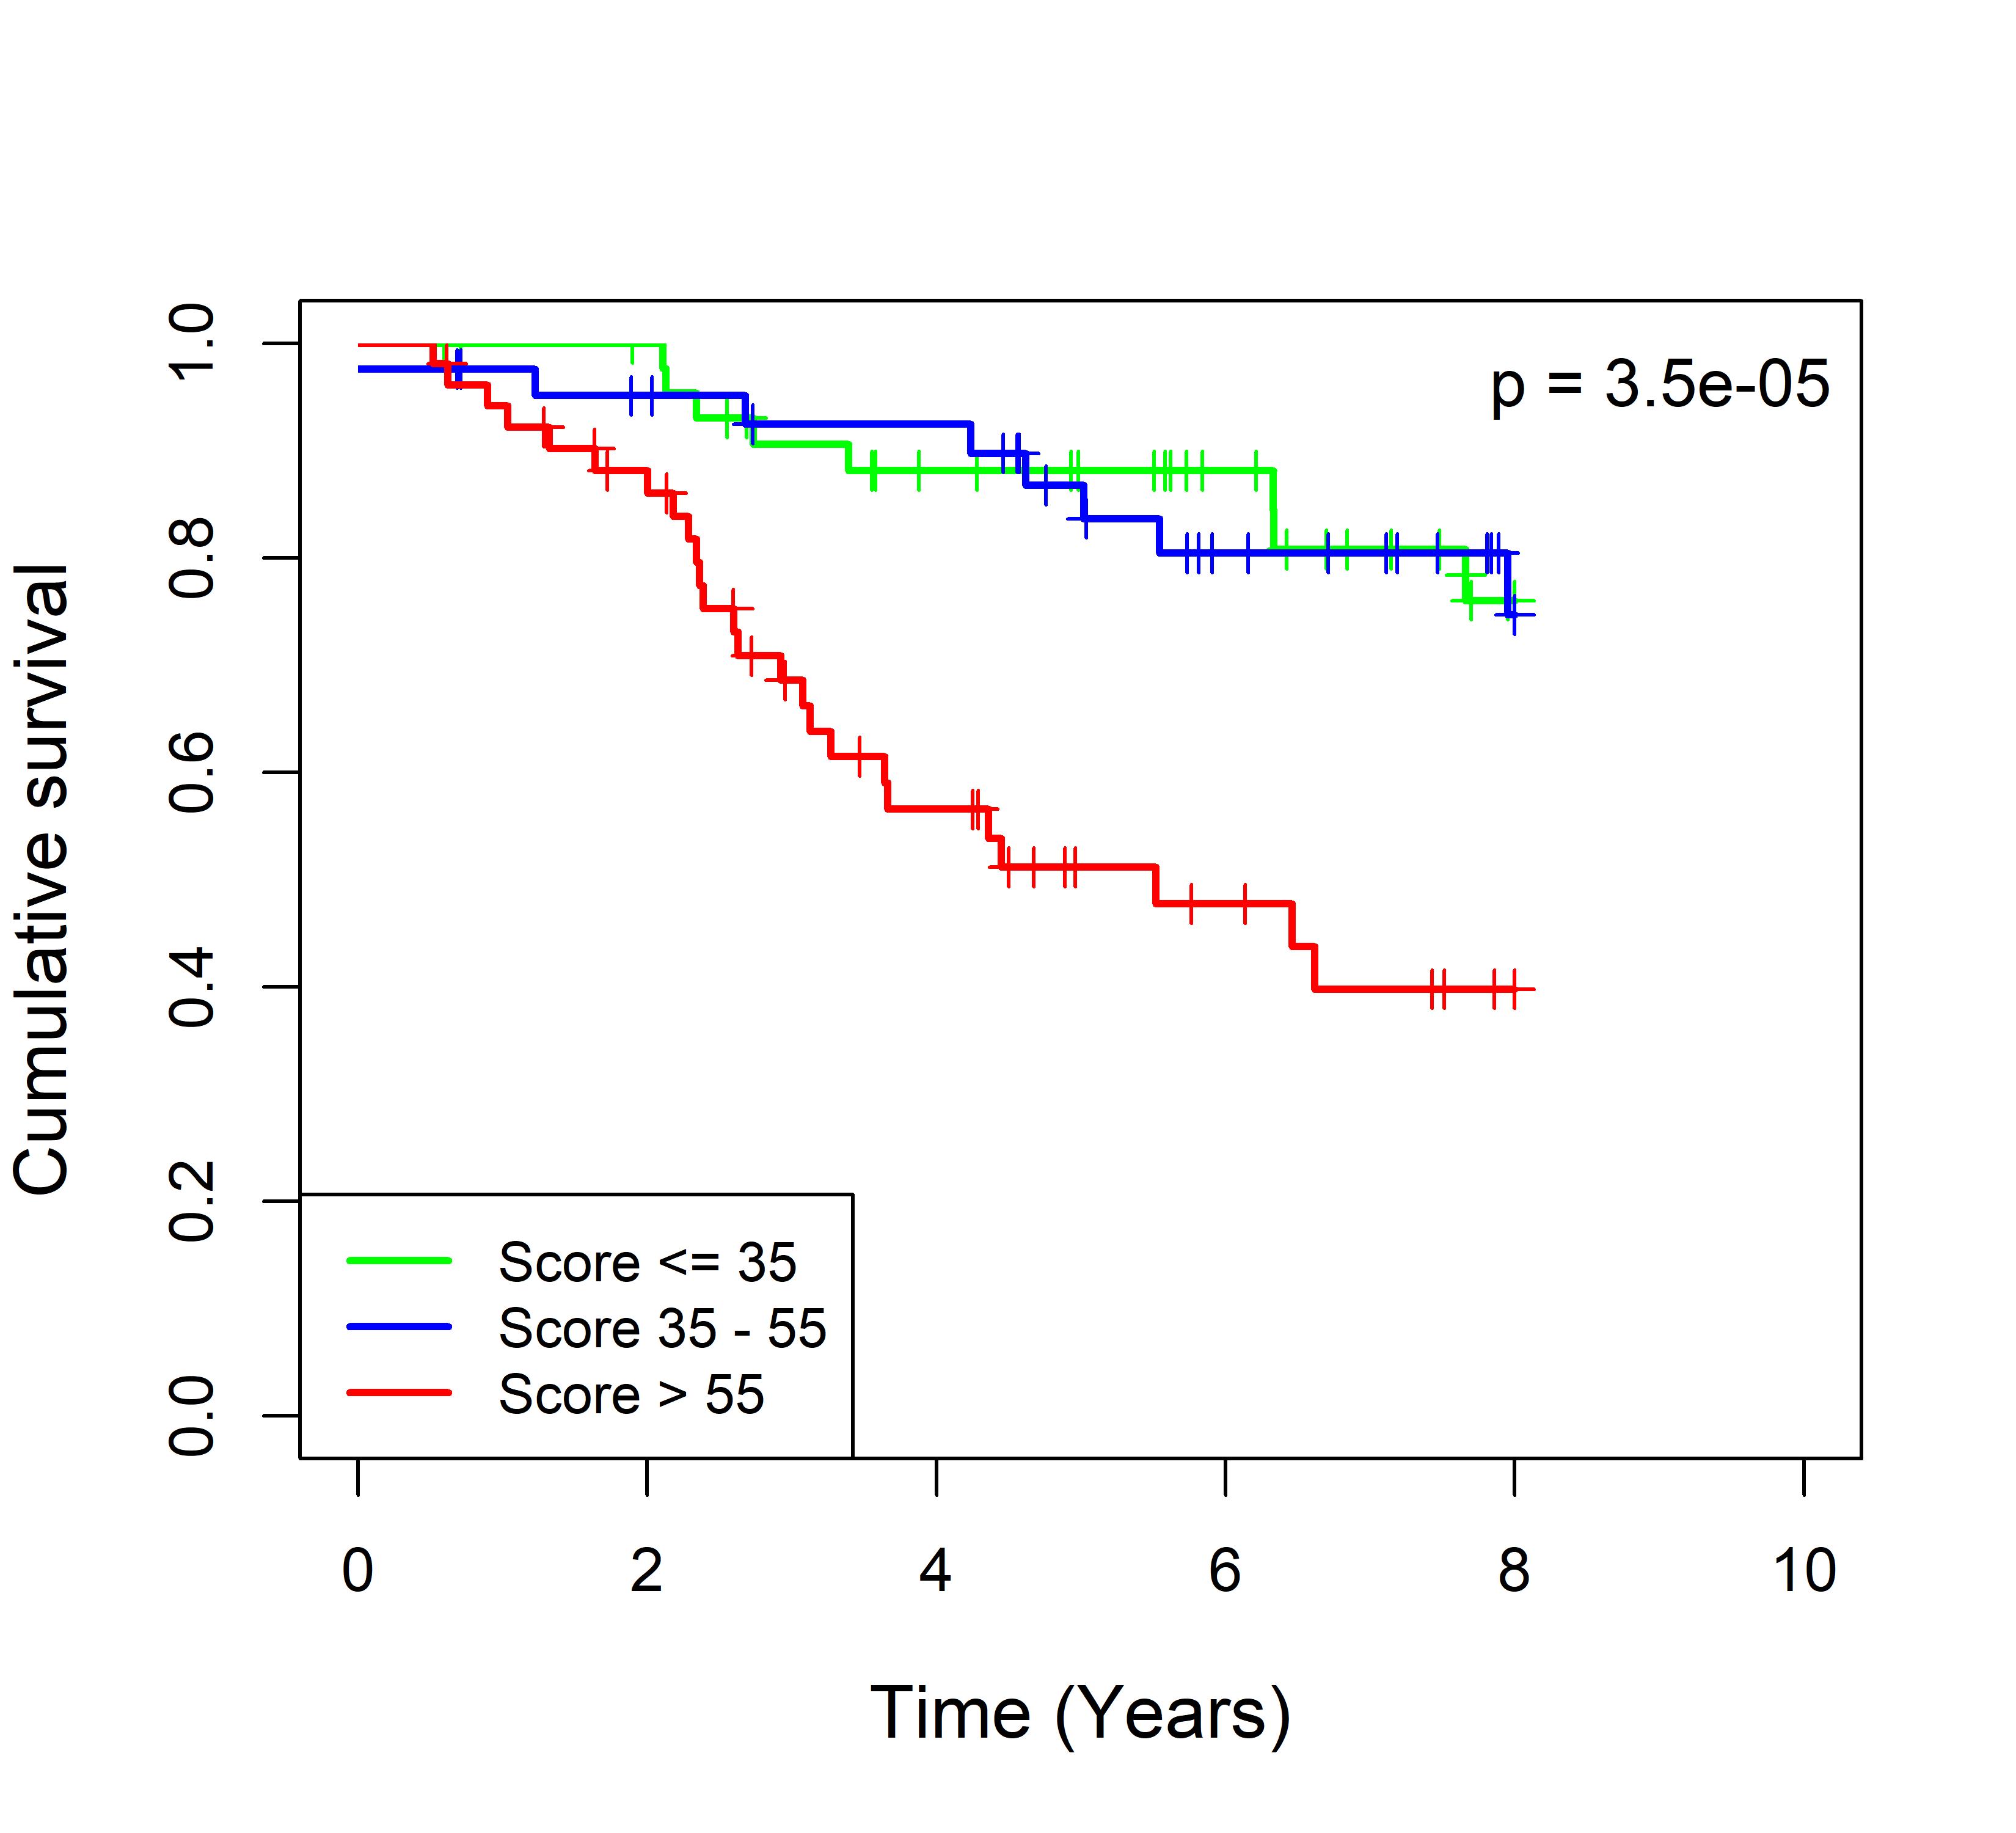 p = 3.5e-05
Cumulative survival
1.0
0.8
0.6
0.4
0.2
0.0
Score <= 35
Score 35 - 55
Score > 55
0 2 4 6 8 10
Time (Years)